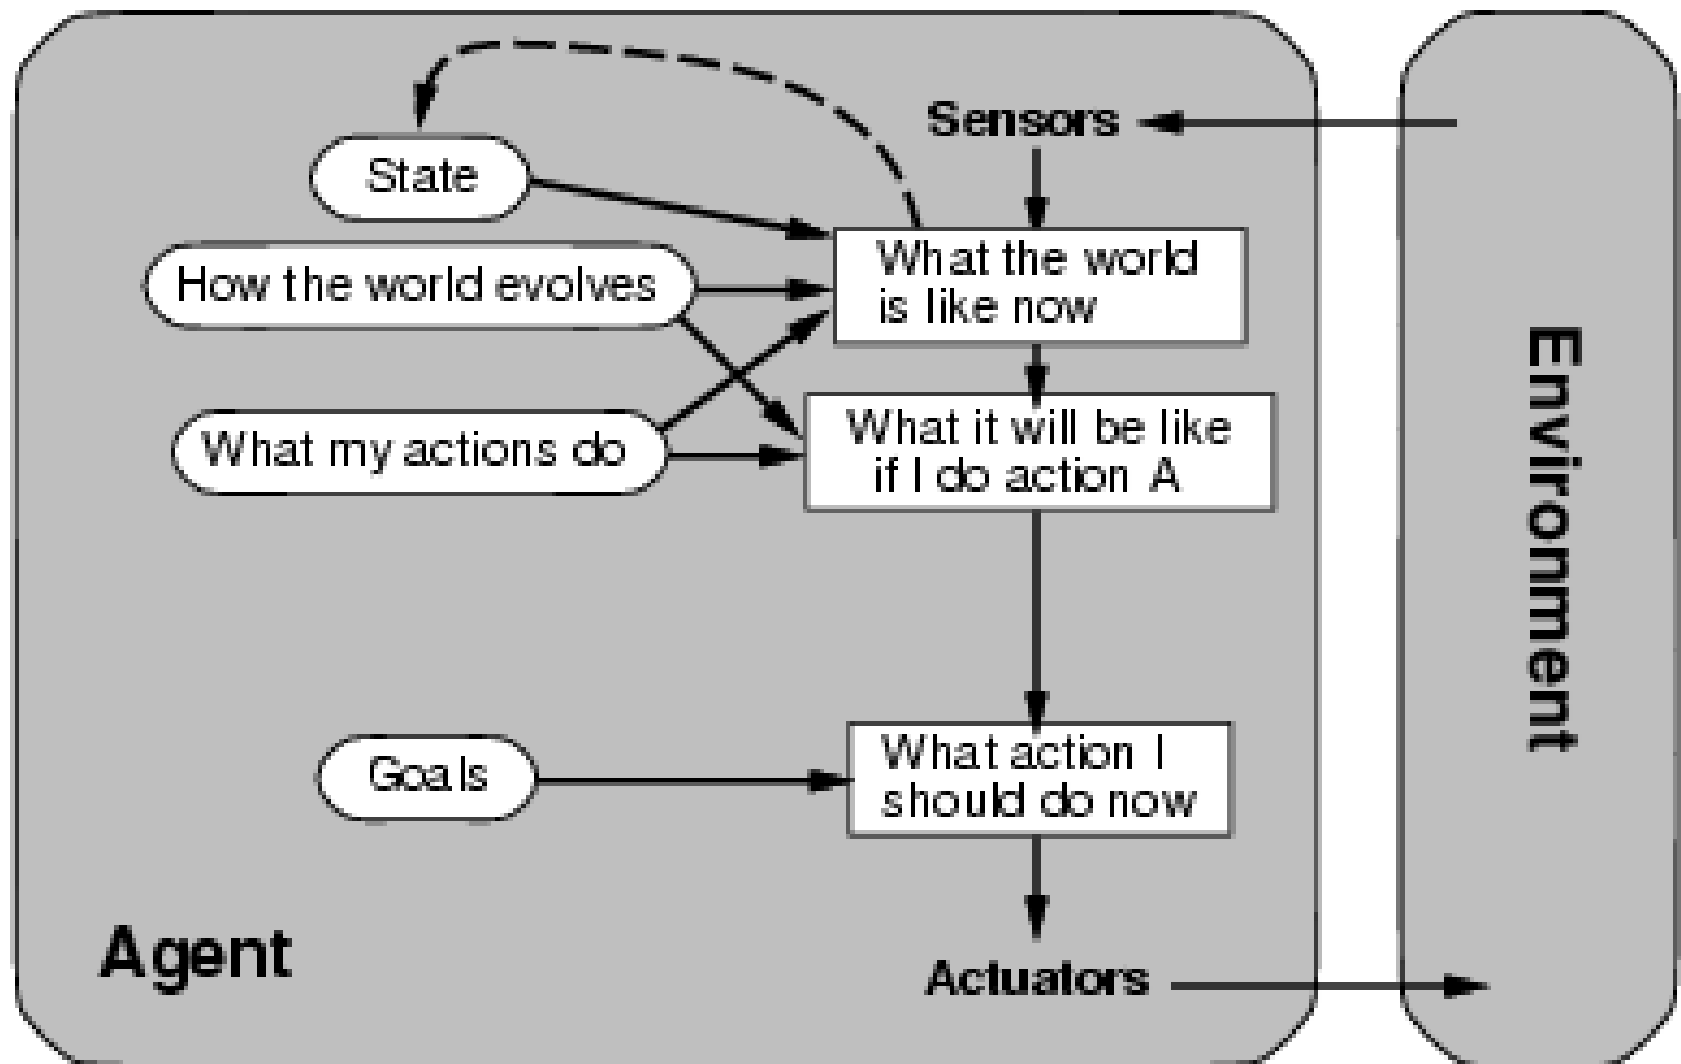 Sensors
State
What the world
is like now
How the world evolves
What it will be like
if I do action A
What my actions do
Environment
What action I
should do now
Goals
Agent
Actuators